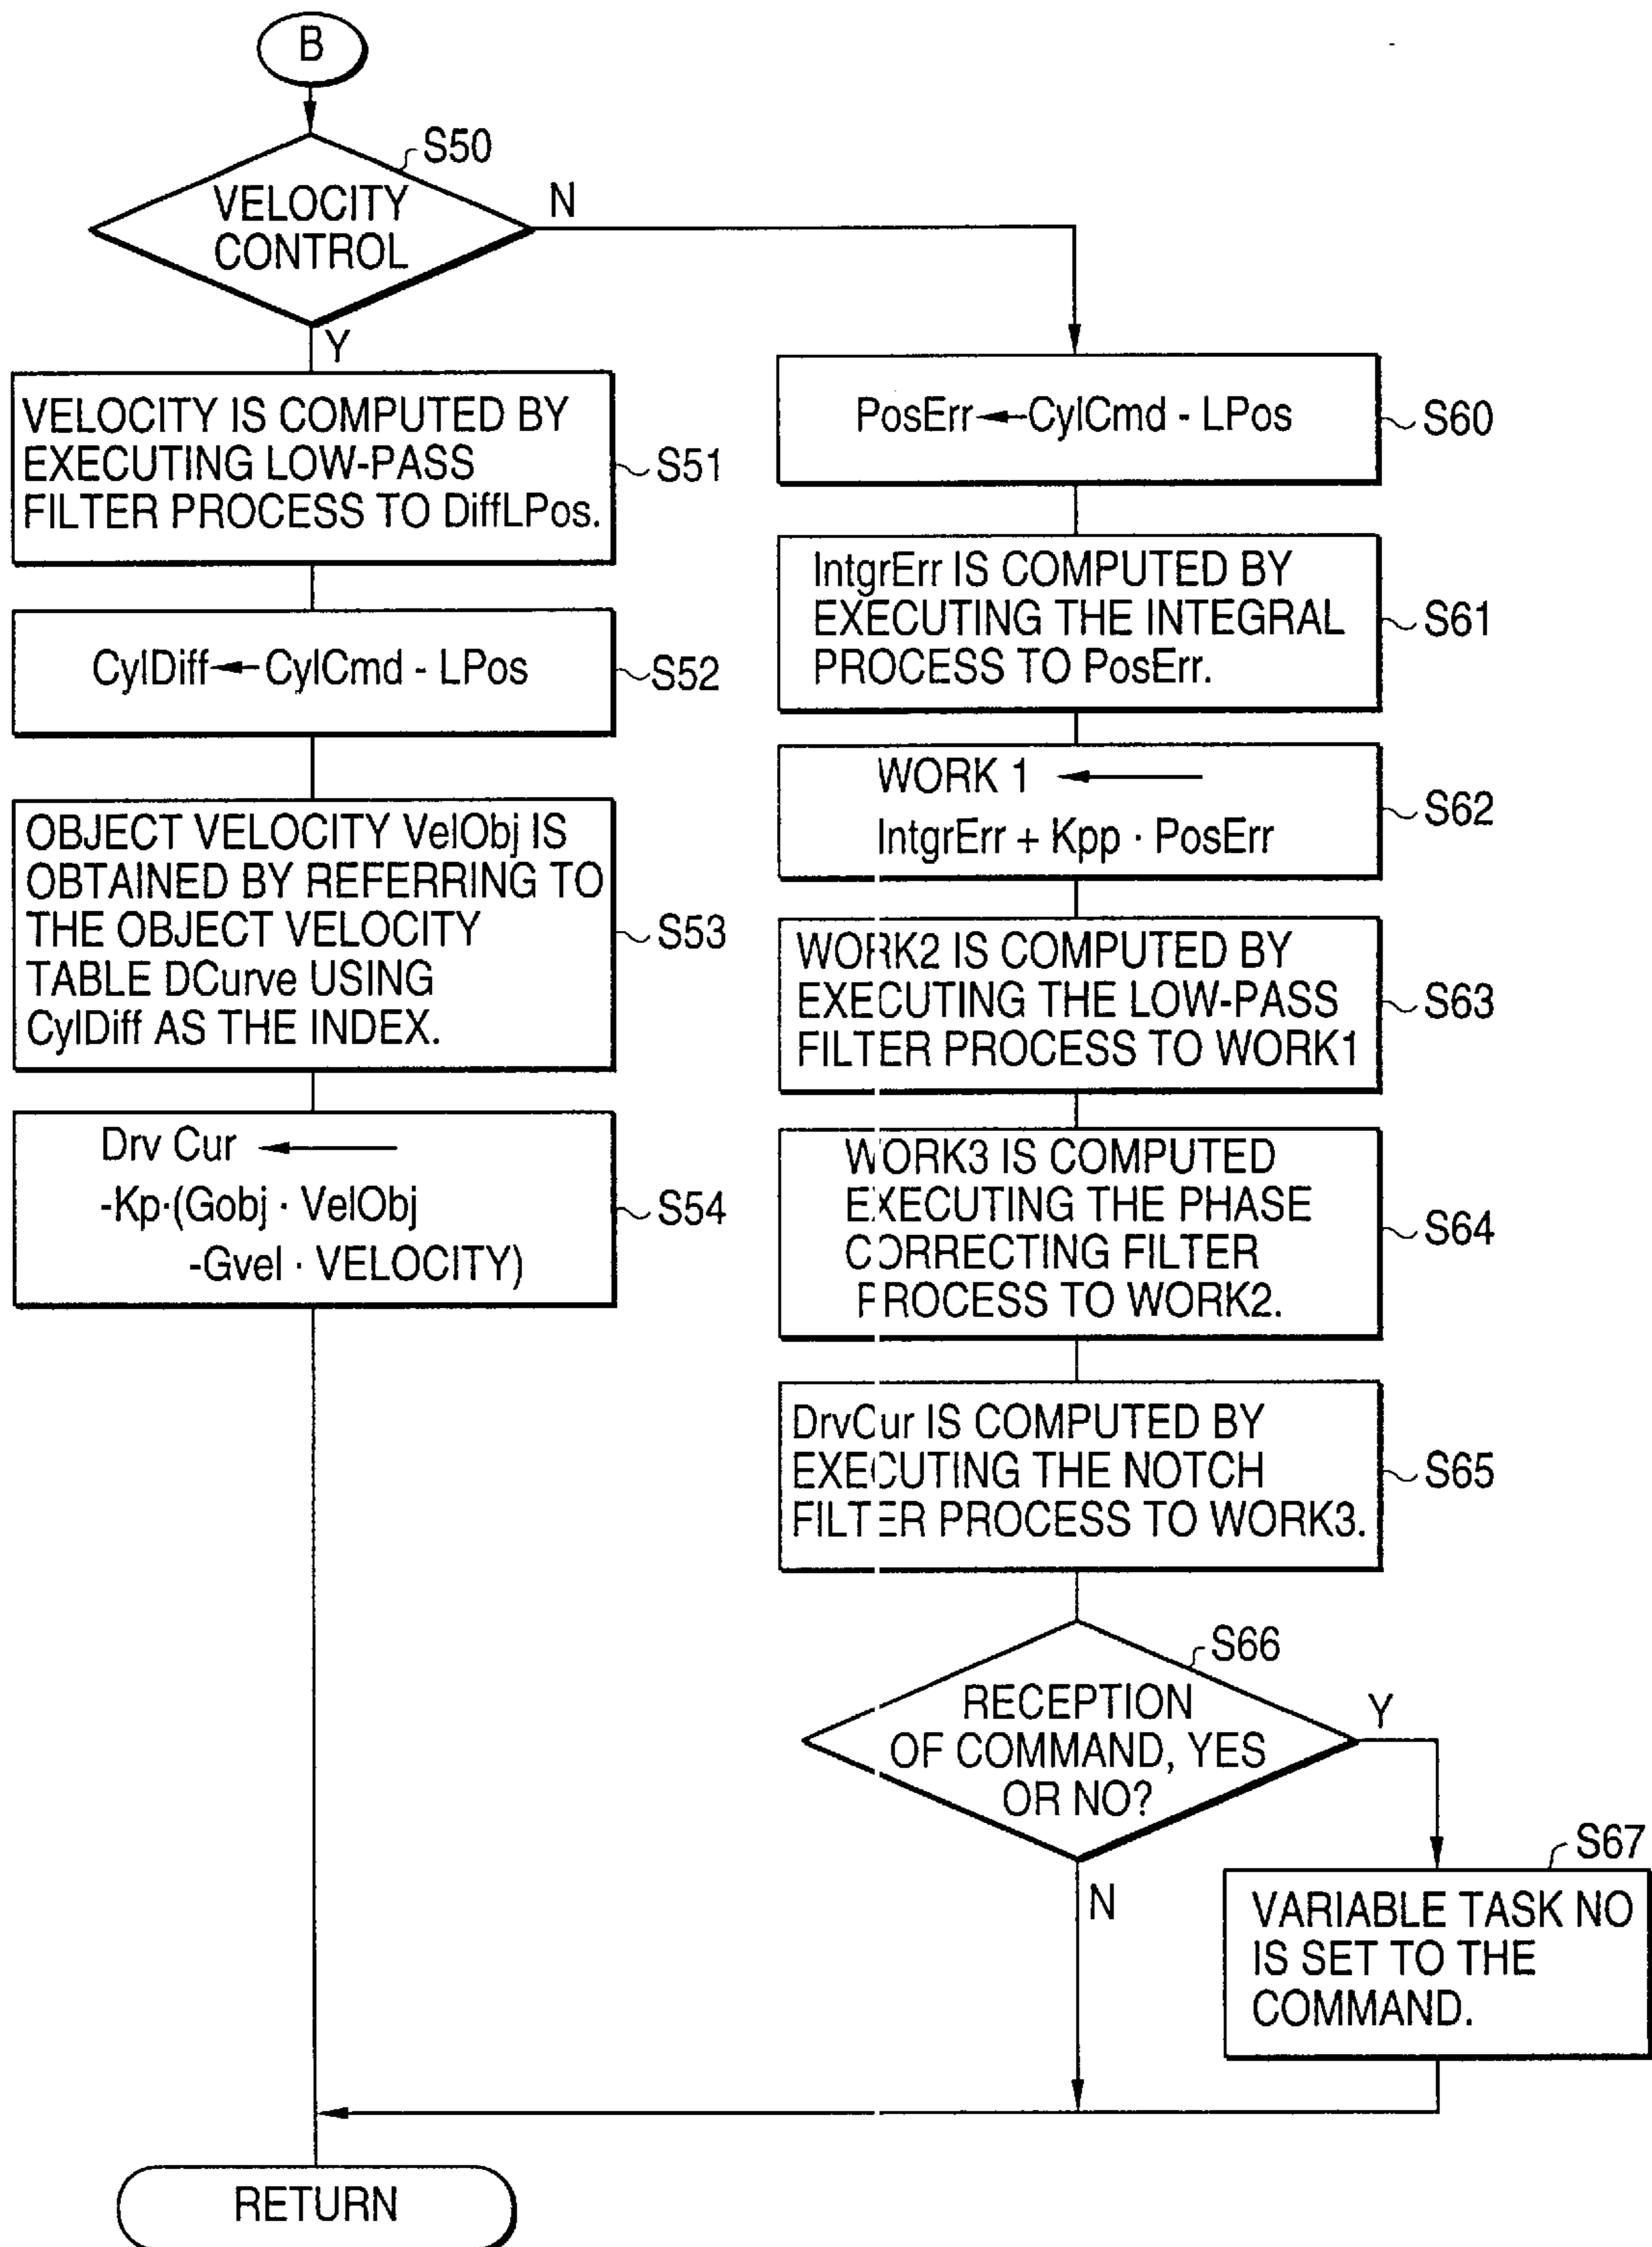 B
S50
VELOCITY
CONTROL
N
Y
VELOCITY IS COMPUTED BY
EXECUTING LOW-PASS
FILTER PROCESS TO DiffLPos.
S51
CylDiff←CylCmd - LPos
S52
OBJECT VELOCITY VelObj IS
OBTAINED BY REFERRING TO
THE OBJECT VELOCITY
TABLE DCurve USING
CylDiff AS THE INDEX.
S53
Drv Cur ←
-Kp·(Gobj · VelObj
-Gvel · VELOCITY)
S54
PosErr←CylCmd - LPos
S60
IntgrErr IS COMPUTED BY
EXECUTING THE INTEGRAL
PROCESS TO PosErr.
S61
WORK 1 ←
IntgrErr + Kpp · PosErr
S62
WORK2 IS COMPUTED BY
EXECUTING THE LOW-PASS
FILTER PROCESS TO WORK1
S63
WORK3 IS COMPUTED
EXECUTING THE PHASE
CORRECTING FILTER
PROCESS TO WORK2.
S64
DrvCur IS COMPUTED BY
EXECUTING THE NOTCH
FILTER PROCESS TO WORK3.
S65
S66
RECEPTION
OF COMMAND, YES
OR NO?
Y
N
S67
VARIABLE TASK NO
IS SET TO THE
COMMAND.
RETURN